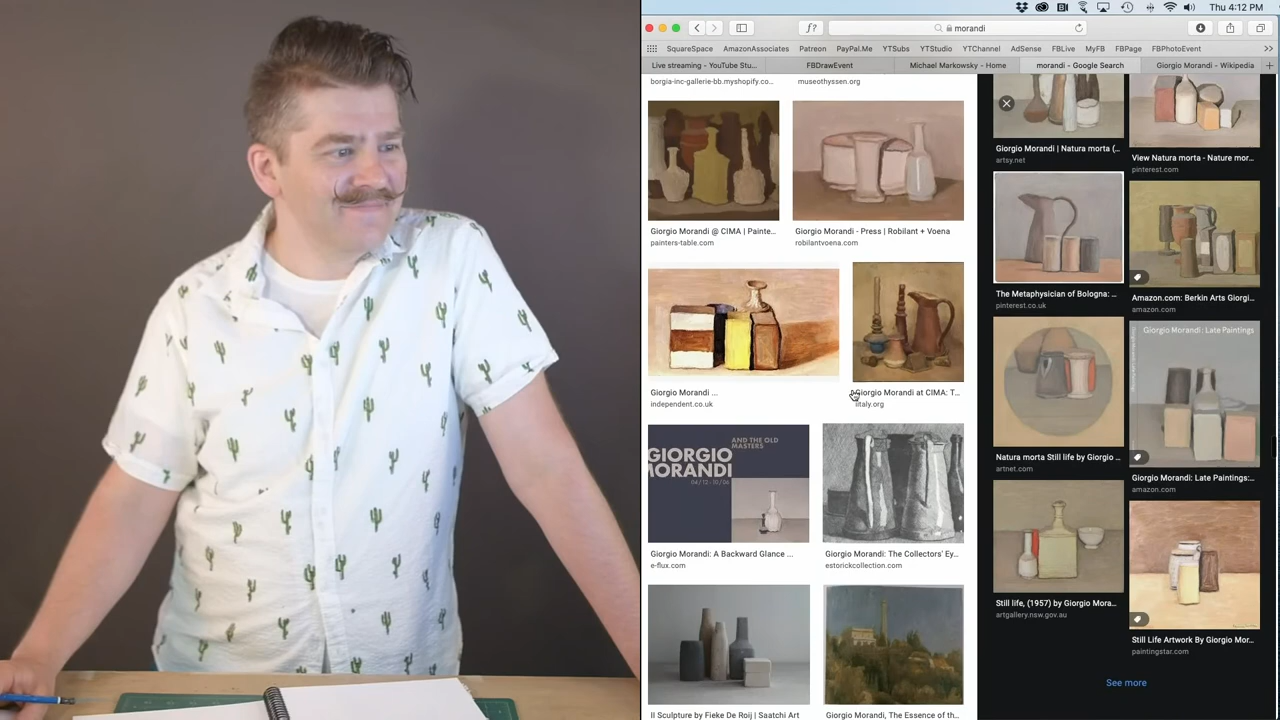 Thu 4:12 PM
ƒ?
morandi
SquareSpace AmazonAssociates Patreon PayPal.Me YTSubs YTStudio YTChannel AdSense FBLive MyFB FBPage FBPhotoEvent
Live streaming - YouTube Stu... FBDrawEvent Michael Markowsky - Home morandi - Google Search Giorgio Morandi - Wikipedia
borgia-inc-gallerie-bb.myshopify.co... museothyssen.org
Giorgio Morandi @ CIMA | Painte...
painters-table.com
Giorgio Morandi - Press | Robilant + Voena
robilantvoena.com
Giorgio Morandi ...
independent.co.uk
Giorgio Morandi at CIMA: T...
iitaly.org
GIORGIO
MORANDI
AND THE OLD
MASTERS
Giorgio Morandi: A Backward Glance ...
e-flux.com
Giorgio Morandi: The Collectors' Ey...
estorickcollection.com
II Sculpture by Fieke De Roij | Saatchi Art
Giorgio Morandi, The Essence of th...
Giorgio Morandi | Natura morta (...
artsy.net
View Natura morta - Nature mor...
pinterest.com
The Metaphysician of Bologna: ...
pinterest.co.uk
Amazon.com: Berkin Arts Giorgi...
amazon.com
Natura morta Still life by Giorgio ...
artnet.com
Giorgio Morandi: Late Paintings
Giorgio Morandi: Late Paintings:...
amazon.com
Still life, (1957) by Giorgio Mora...
artgallery.nsw.gov.au
Still Life Artwork By Giorgio Mor...
paintingstar.com
See more